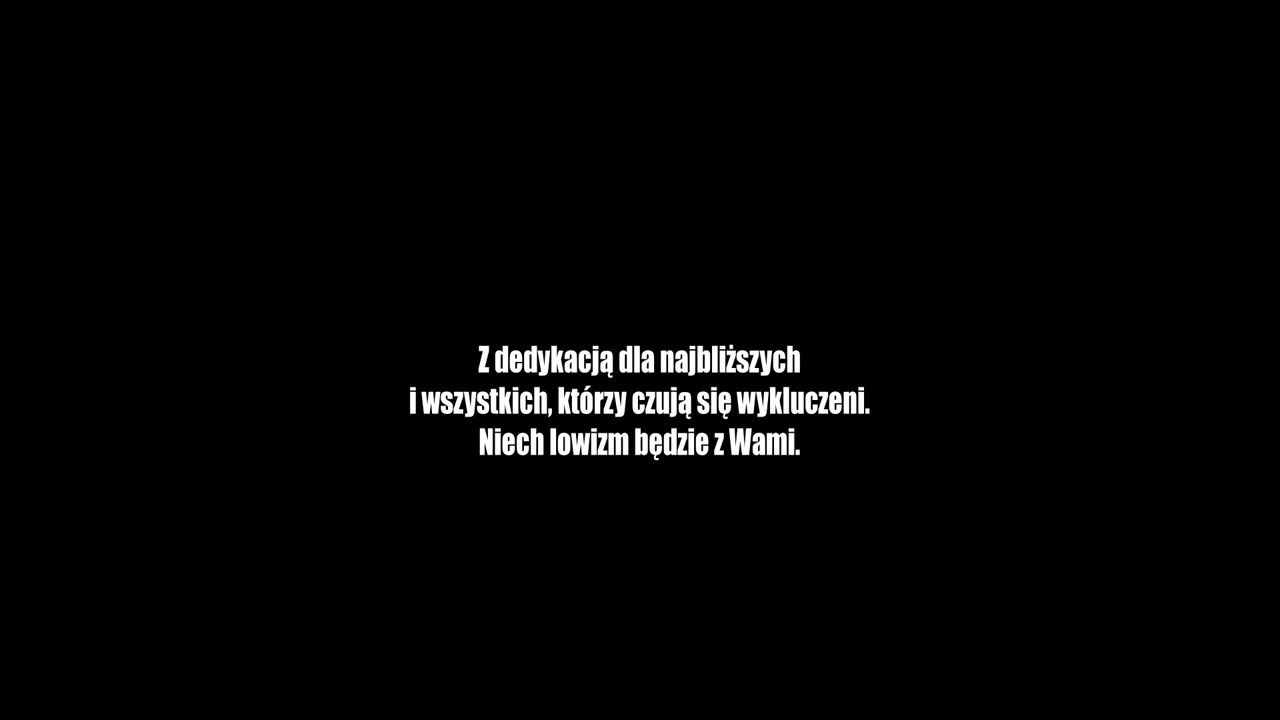 Z dedykacją dla najbliższych
i wszystkich, którzy czują się wykluczeni.
Niech lowizm będzie z Wami.